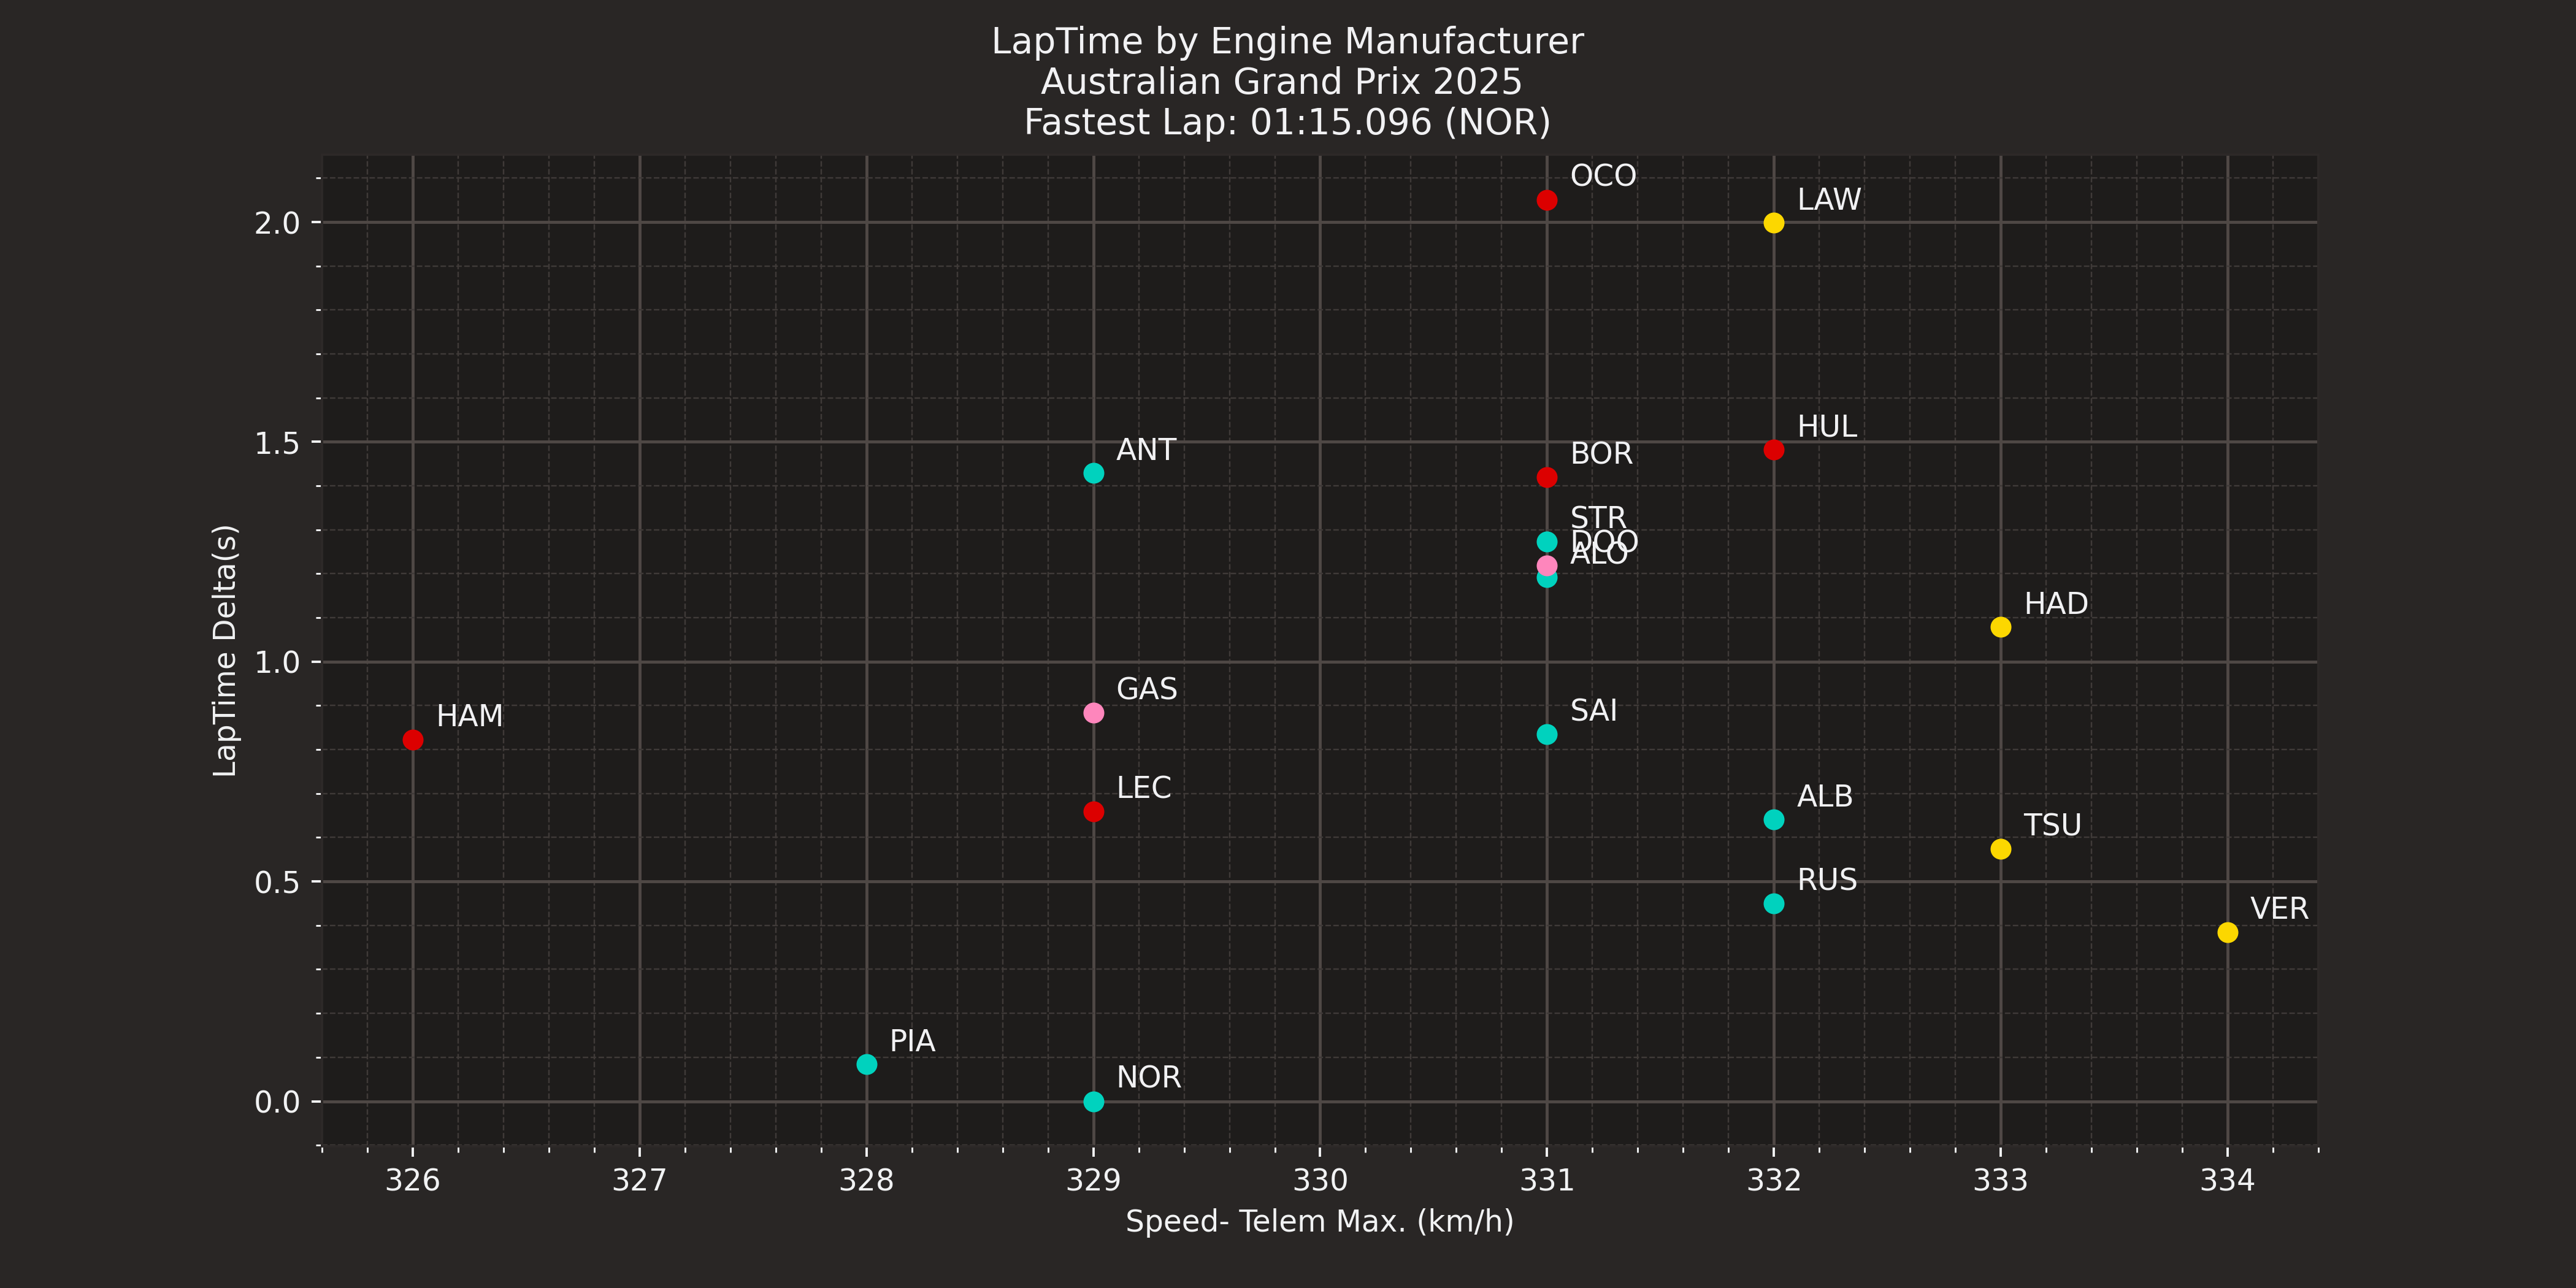 LapTime by Engine Manufacturer
Australian Grand Prix 2025
Fastest Lap: 01:15.096 (NOR)
OCO
LAW
2.0
HUL
1.5
ANT
BOR
STR
DOO
ALO
HAD
1.0
GAS
SAI
HAM
LEC
ALB
TSU
RUS
0.5
VER
PIA
NOR
0.0
LapTime Delta(s)
326 327 328 329 330 331 332 333 334
Speed- Telem Max. (km/h)